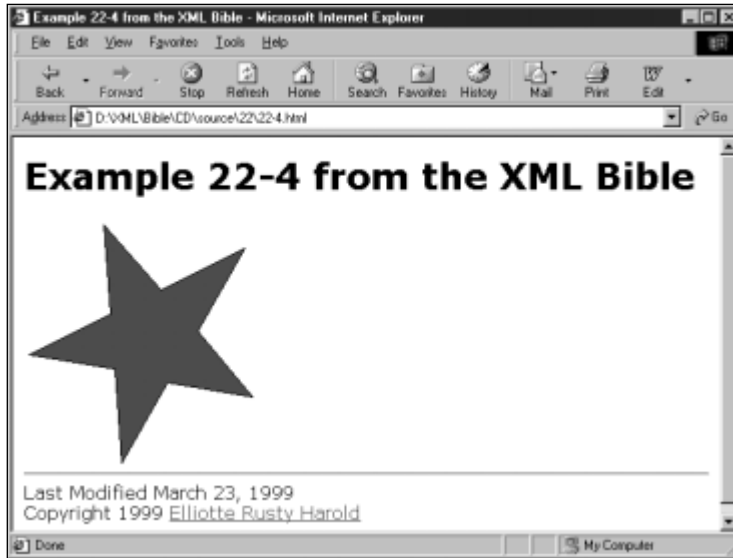 Example 22-4 from the XML Bible - Microsoft Internet Explorer
File Edit View Favorites Tools Help
Back Forward Stop Refresh Home Search Favorites History Mail Print Edit
Address D:\XML\Bible\CD\source\22\22-4.html Go
Example 22-4 from the XML Bible
Last Modified March 23, 1999
Copyright 1999 Elliotte Rusty Harold
Done My Computer